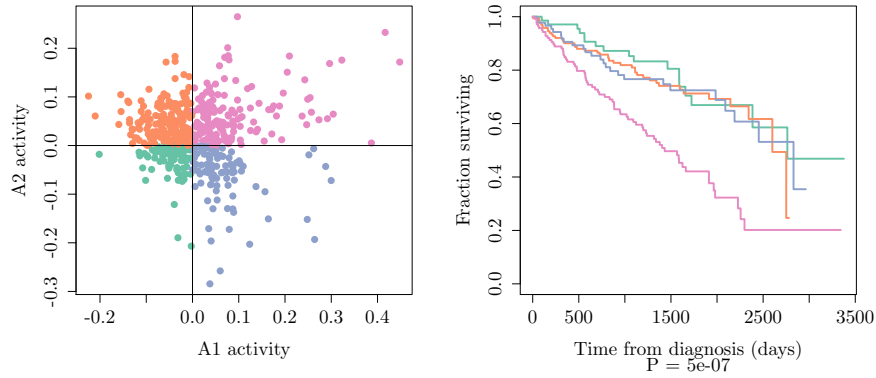 A2 activity
0.2
0.1
0.0
-0.1
-0.2
-0.3
-0.2 0.0 0.1 0.2 0.3 0.4
A1 activity
Fraction surviving
1.0
0.8
0.6
0.4
0.2
0.0
0 500 1500 2500 3500
Time from diagnosis (days)
P = 5e-07